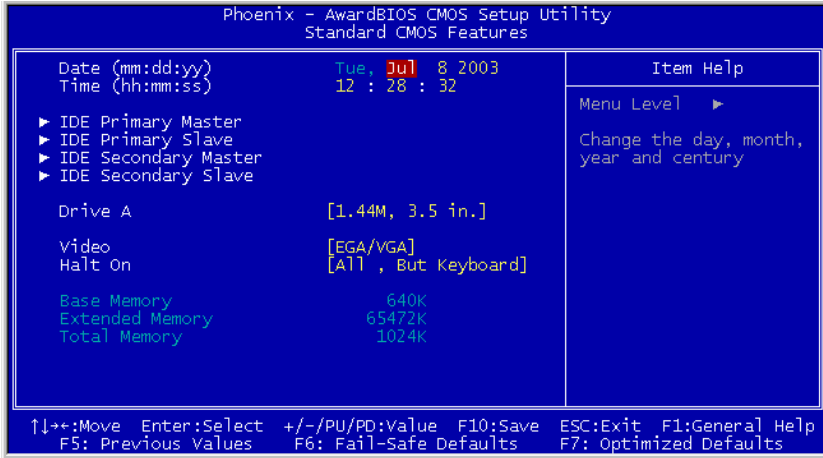 Phoenix - AwardBIOS CMOS Setup Utility
Standard CMOS Features
Date (mm:dd:yy) Tue, Jul 8 2003
Time (hh:mm:ss) 12 : 28 : 32
► IDE Primary Master
► IDE Primary Slave
► IDE Secondary Master
► IDE Secondary Slave
Drive A [1.44M, 3.5 in.]
Video [EGA/VGA]
Halt On [All , But Keyboard]
Base Memory 640K
Extended Memory 65472K
Total Memory 1024K
Item Help
Menu Level ►
Change the day, month,
year and century
↑↓→←:Move Enter:Select +/-/PU/PD:Value F10:Save ESC:Exit F1:General Help
F5: Previous Values F6: Fail-Safe Defaults F7: Optimized Defaults